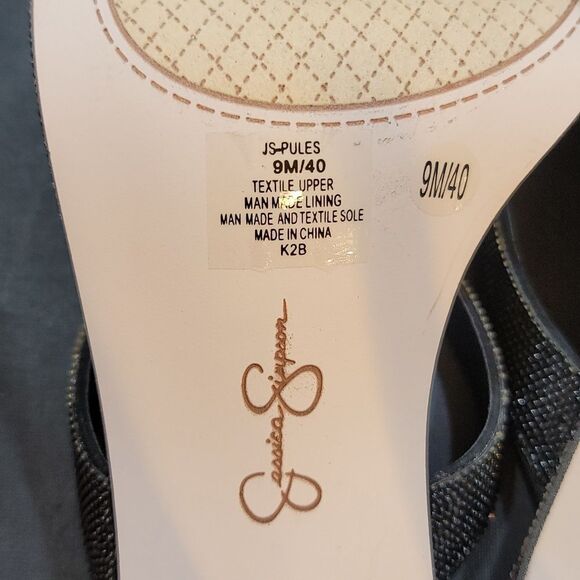 JS-PULES
9M/40
TEXTILE UPPER
MAN MADE LINING
MAN MADE AND TEXTILE SOLE
MADE IN CHINA
K2B
9M/40
Jessica Simpson